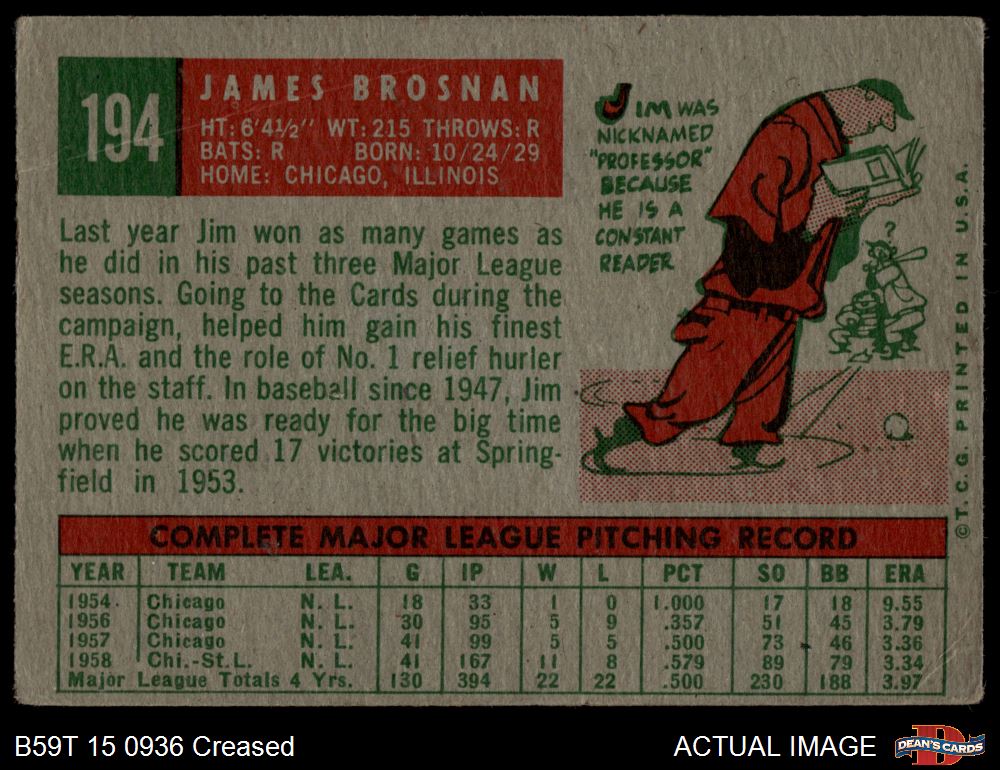 194
JAMES BROSNAN
HT: 6'4½" WT: 215 THROWS: R
BATS: R BORN: 10/24/29
HOME: CHICAGO, ILLINOIS
JIM WAS
NICKNAMED
"PROFESSOR"
BECAUSE
HE IS A
CONSTANT
READER
?
Last year Jim won as many games as
he did in his past three Major League
seasons. Going to the Cards during the
campaign, helped him gain his finest
E.R.A. and the role of No. 1 relief hurler
on the staff. In baseball since 1947, Jim
proved he was ready for the big time
when he scored 17 victories at Spring-
field in 1953.
©T.C.G. PRINTED IN U.S.A.
COMPLETE MAJOR LEAGUE PITCHING RECORD
YEAR TEAM LEA. G IP W L PCT SO BB ERA
1954 Chicago N. L. 18 33 1 0 1.000 17 18 9.55
1956 Chicago N. L. 30 95 5 9 .357 51 45 3.79
1957 Chicago N. L. 41 99 5 5 .500 73 46 3.36
1958 Chi.-St. L. N. L. 41 167 11 8 .579 89 79 3.34
Major League Totals 4 Yrs. 130 394 22 22 .500 230 188 3.97
B59T 15 0936 Creased
ACTUAL IMAGE
DEAN'S CARDS